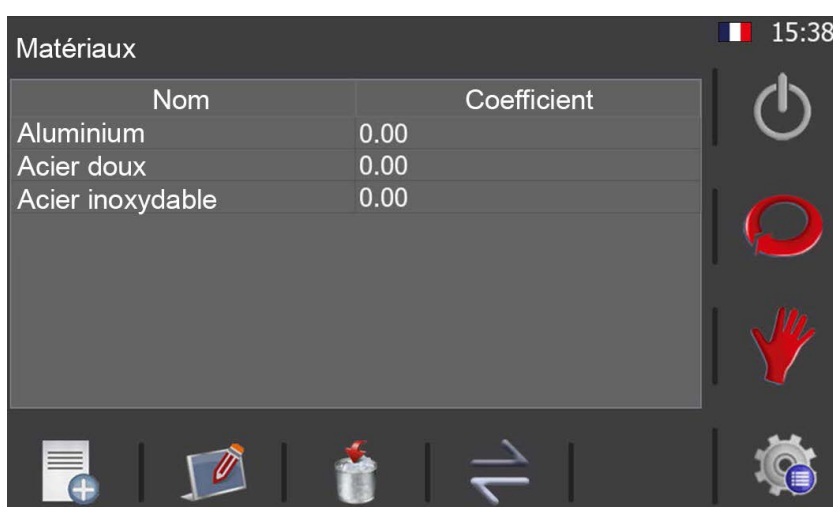 15:38
Matériaux
Nom Coefficient
Aluminium 0.00
Acier doux 0.00
Acier inoxydable 0.00